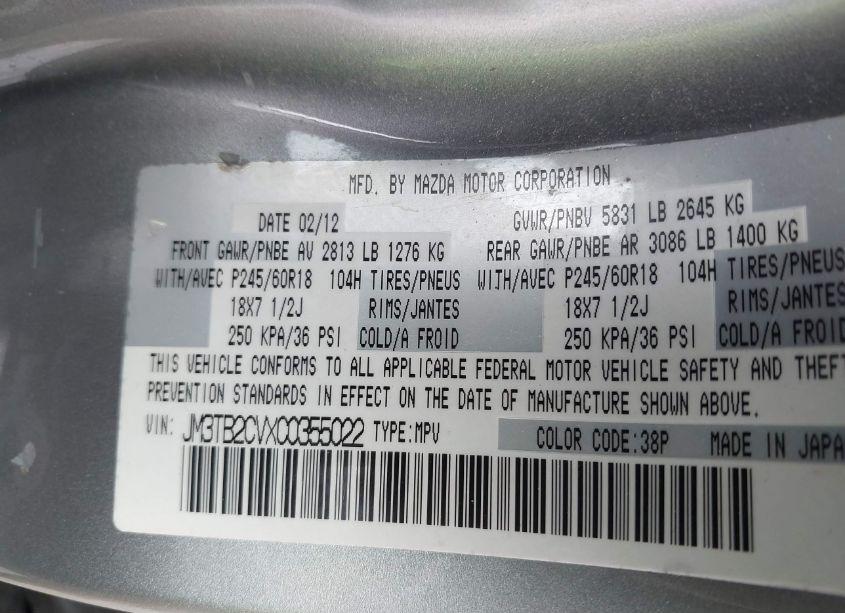 MFD. BY MAZDA MOTOR CORPORATION
DATE 02/12 GVWR/PNBV 5831 LB 2645 KG
FRONT GAWR/PNBE AV 2813 LB 1276 KG REAR GAWR/PNBE AR 3086 LB 1400 KG
WITH/AVEC P245/60R18 104H TIRES/PNEUS WITH/AVEC P245/60R18 104H TIRES/PNEUS
18X7 1/2J RIMS/JANTES 18X7 1/2J RIMS/JANTES
250 KPA/36 PSI COLD/A FROID 250 KPA/36 PSI COLD/A FROID
THIS VEHICLE CONFORMS TO ALL APPLICABLE FEDERAL MOTOR VEHICLE SAFETY AND THEFT
PREVENTION STANDARDS IN EFFECT ON THE DATE OF MANUFACTURE SHOWN ABOVE.
VIN: JM3TB2CVXC0355022 TYPE:MPV COLOR CODE:38P MADE IN JAPA